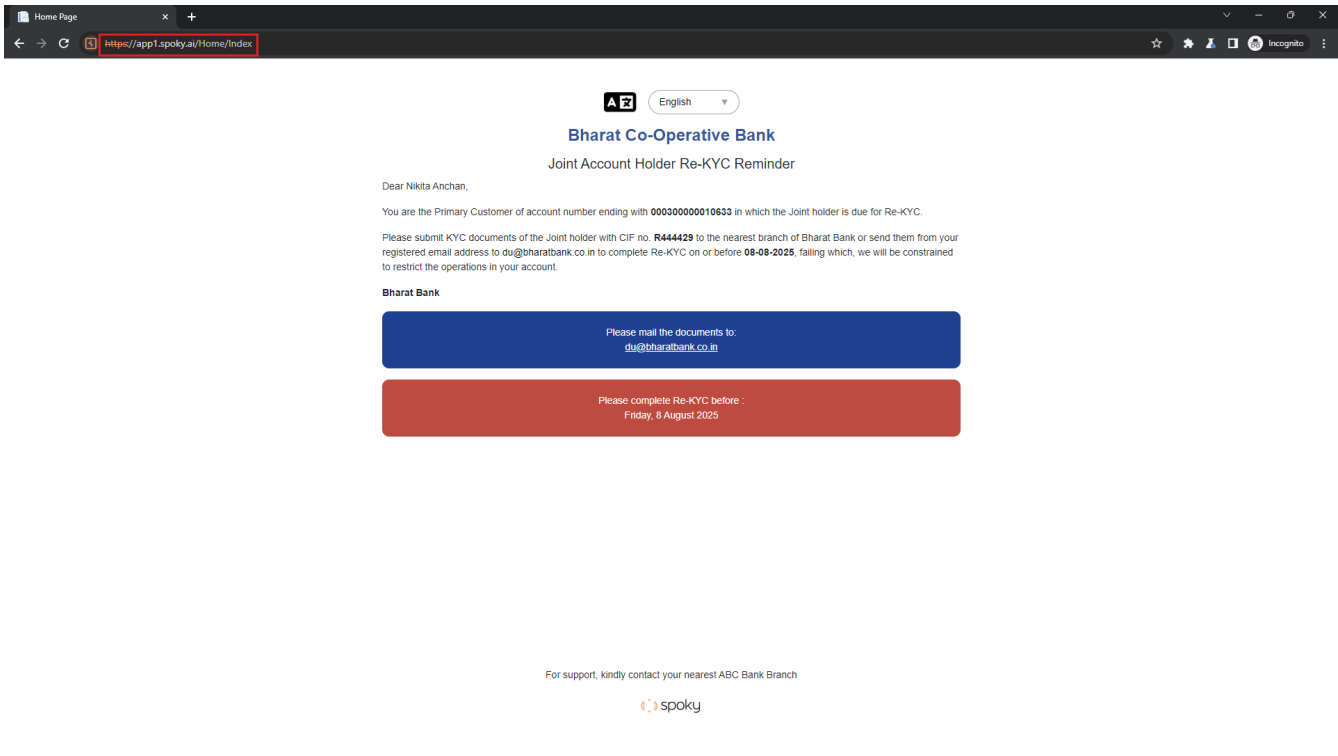 Home Page
https://app1.spoky.ai/Home/Index
Incognito
English
Bharat Co-Operative Bank
Joint Account Holder Re-KYC Reminder
Dear Nikita Anchan,
You are the Primary Customer of account number ending with 000300000010633 in which the Joint holder is due for Re-KYC.
Please submit KYC documents of the Joint holder with CIF no. R444429 to the nearest branch of Bharat Bank or send them from your
registered email address to du@bharatbank.co.in to complete Re-KYC on or before 08-08-2025, failing which, we will be constrained
to restrict the operations in your account.
Bharat Bank
Please mail the documents to:
du@bharatbank.co.in
Please complete Re-KYC before :
Friday, 8 August 2025
For support, kindly contact your nearest ABC Bank Branch
spoky